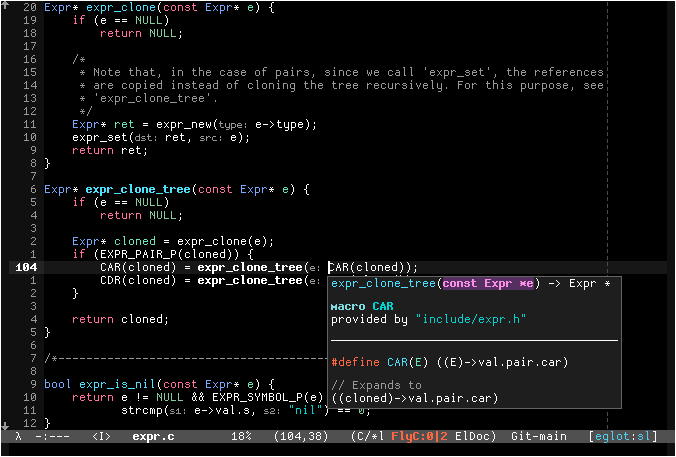 20 Expr* expr_clone(const Expr* e) {
19     if (e == NULL)
18         return NULL;
17
16     /*
15      * Note that, in the case of pairs, since we call 'expr_set', the references
14      * are copied instead of cloning the tree recursively. For this purpose, see
13      * 'expr_clone_tree'.
12      */
11     Expr* ret = expr_new(type: e->type);
10     expr_set(dst: ret, src: e);
9     return ret;
8 }
7
6 Expr* expr_clone_tree(const Expr* e) {
5     if (e == NULL)
4         return NULL;
3
2     Expr* cloned = expr_clone(e);
1     if (EXPR_PAIR_P(cloned)) {
104         CAR(cloned) = expr_clone_tree(e: CAR(cloned));
1         CDR(cloned) = expr_clone_tree(e:
2     }
3
4     return cloned;
5 }
6
7 /*----------------------------------------
8
9 bool expr_is_nil(const Expr* e) {
10     return e != NULL && EXPR_SYMBOL_P(e)
11            strcmp(s1: e->val.s, s2: "nil") == 0;
12 }
expr_clone_tree(const Expr *e) -> Expr *
macro CAR
provided by "include/expr.h"
#define CAR(E) ((E)->val.pair.car)
// Expands to
((cloned)->val.pair.car)
λ -:--- <I> expr.c 18% (104,38) (C/*l FlyC:0|2 ElDoc) Git-main [eglot:sl]